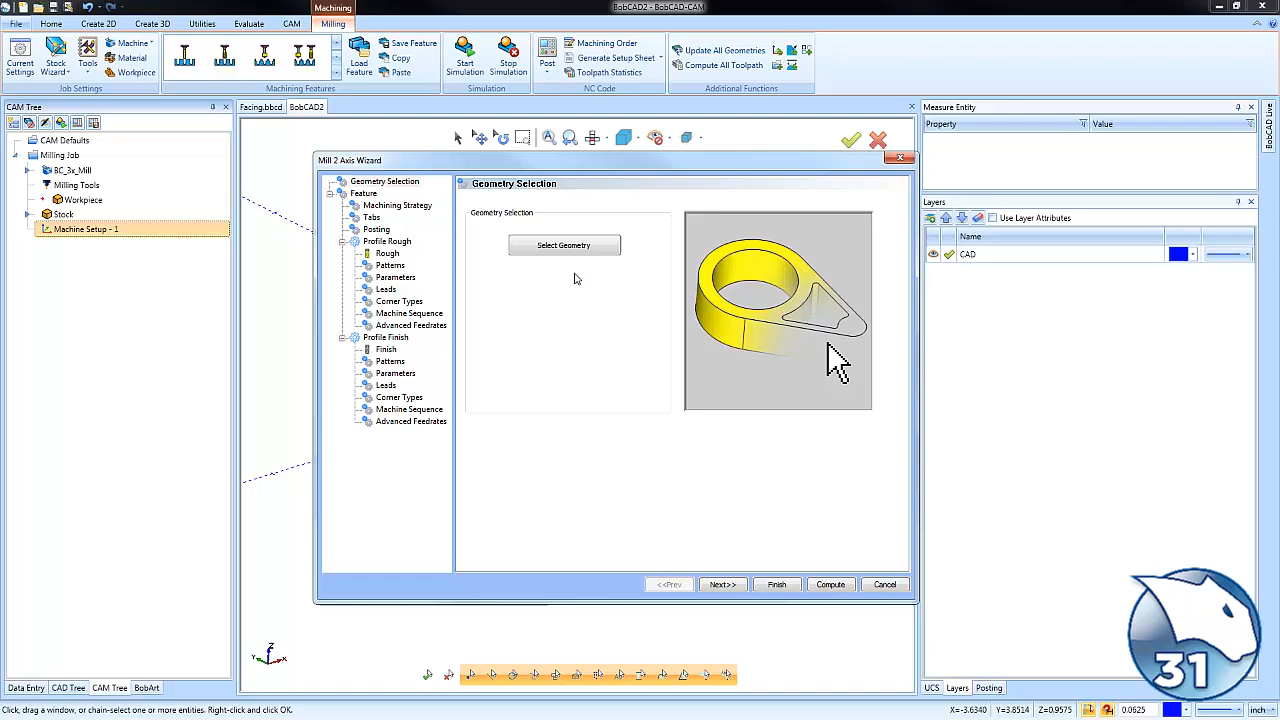 BobCAD2 - BobCAD-CAM
Machining
File Home Create 2D Create 3D Utilities Evaluate CAM Milling
Current Settings
Stock Wizard
Tools
Machine
Material
Workpiece
Job Settings
Load Feature
Save Feature
Copy
Paste
Machining Features
Start Simulation
Stop Simulation
Simulation
Post
Machining Order
Generate Setup Sheet
Toolpath Statistics
NC Code
Update All Geometries
Compute All Toolpath
Additional Functions
CAM Tree
CAM Defaults
Milling Job
BC_3x_Mill
Milling Tools
Workpiece
Stock
Machine Setup - 1
Facing.bbcd BobCAD2
Mill 2 Axis Wizard
Geometry Selection
Feature
Machining Strategy
Tabs
Posting
Profile Rough
Rough
Patterns
Parameters
Leads
Corner Types
Machine Sequence
Advanced Feedrates
Profile Finish
Finish
Patterns
Parameters
Leads
Corner Types
Machine Sequence
Advanced Feedrates
Geometry Selection
Geometry Selection
Select Geometry
<<Prev Next>> Finish Compute Cancel
Measure Entity
Property Value
Layers
Use Layer Attributes
Name
CAD
BobCAD Live
Z
Y X
31
Data Entry CAD Tree CAM Tree BobArt
UCS Layers Posting
Click, drag a window, or chain-select one or more entities. Right-click and click OK.
X=-3.6340 Y=3.8514 Z=0.9575 0.0625 inch